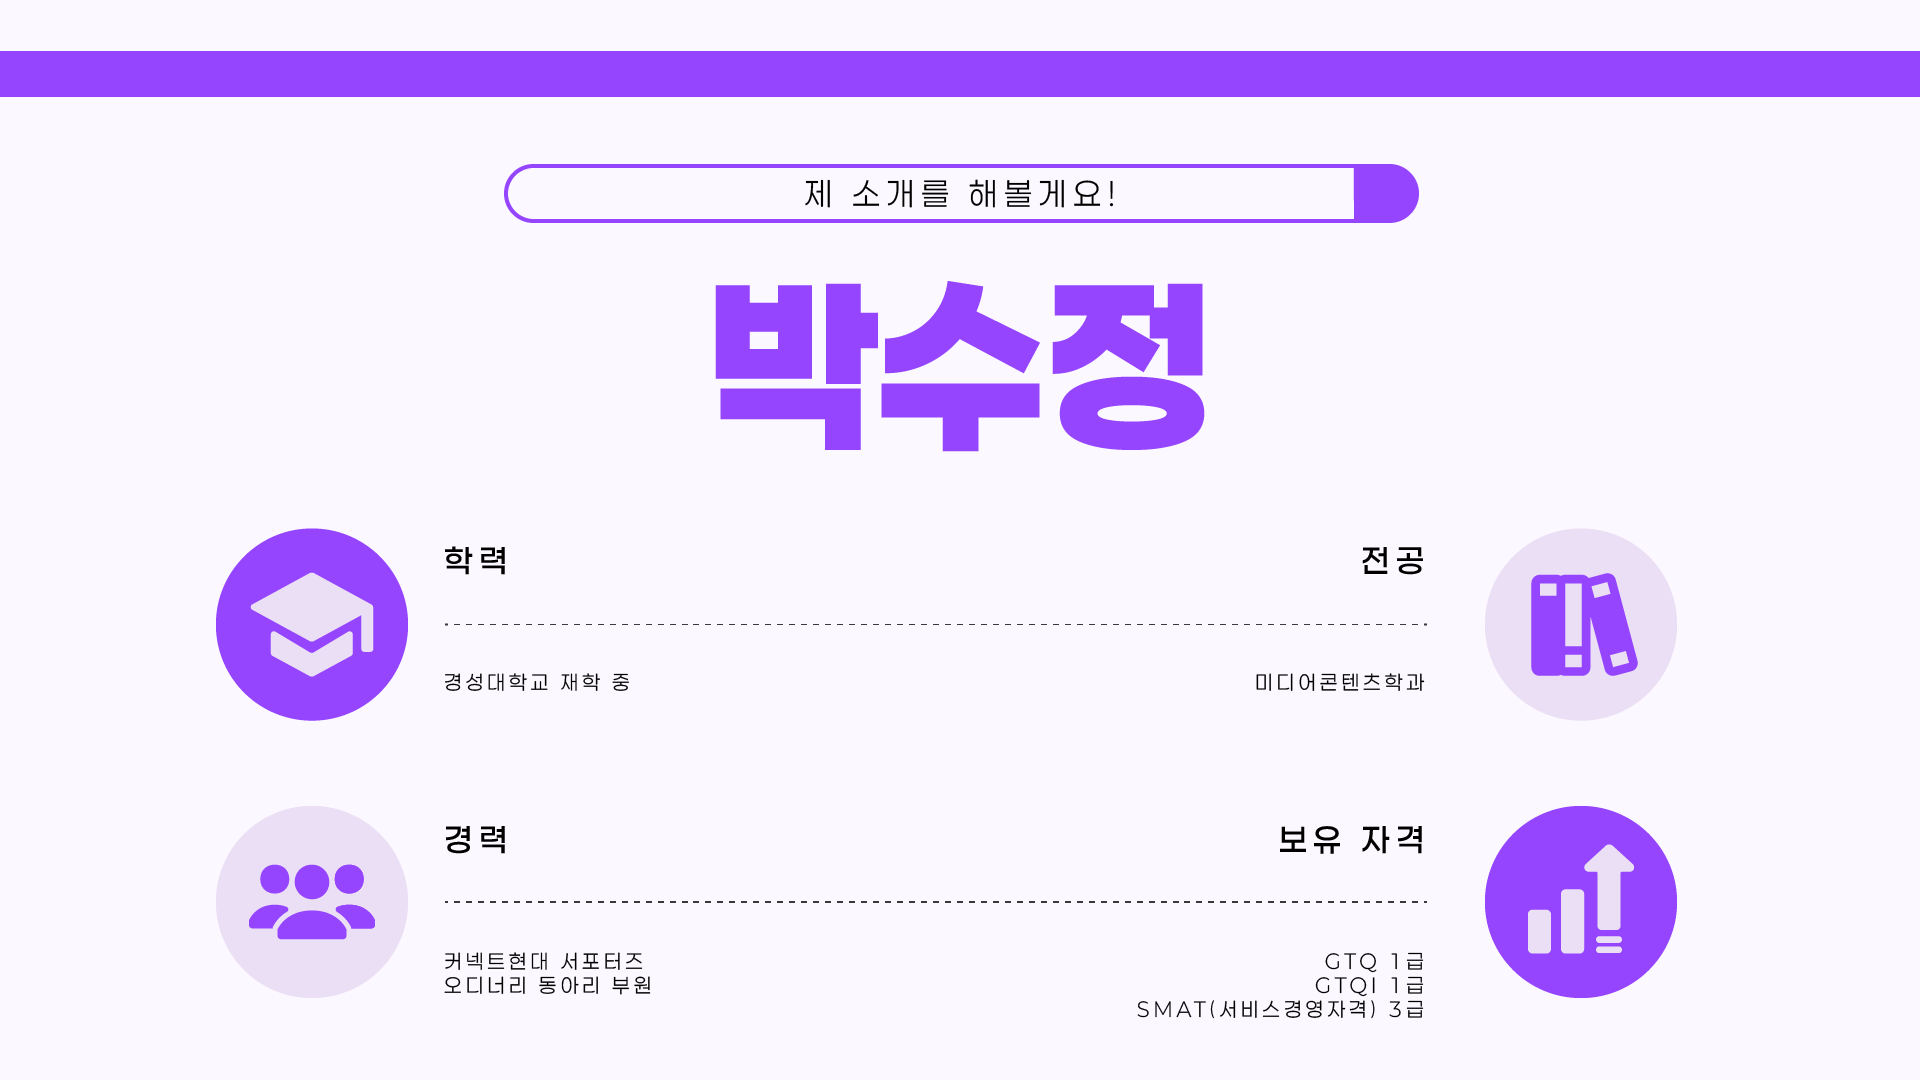 제 소개를 해볼게요!
박수정
학력
전공
경성대학교 재학 중
미디어콘텐츠학과
경력
보유 자격
커넥트현대 서포터즈
오디너리 동아리 부원
GTQ 1급
GTQI 1급
SMAT(서비스경영자격) 3급